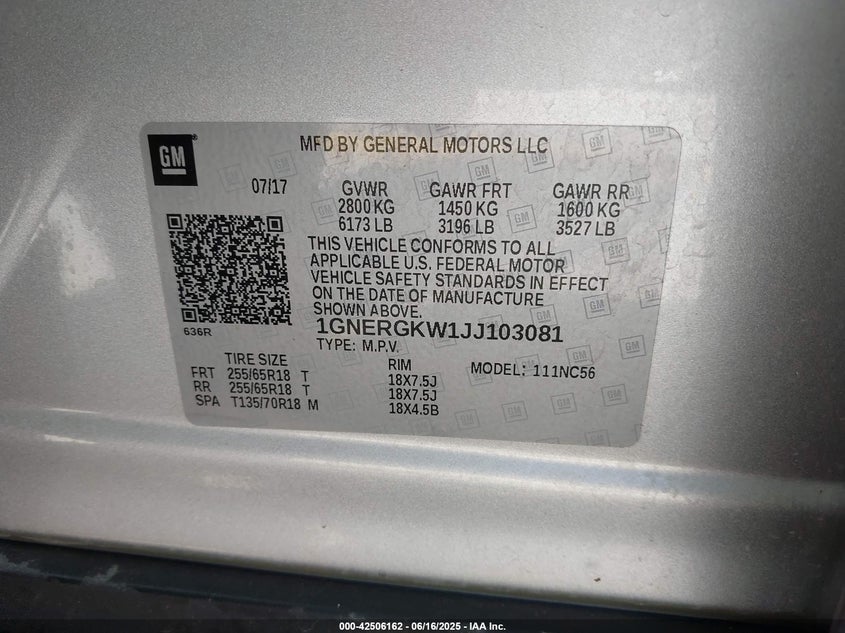 GM
MFD BY GENERAL MOTORS LLC
07/17 GVWR GAWR FRT GAWR RR
2800 KG 1450 KG 1600 KG
6173 LB 3196 LB 3527 LB
THIS VEHICLE CONFORMS TO ALL
APPLICABLE U.S. FEDERAL MOTOR
VEHICLE SAFETY STANDARDS IN EFFECT
ON THE DATE OF MANUFACTURE
SHOWN ABOVE.
636R
1GNERGKW1JJ103081
TYPE: M.P.V.
TIRE SIZE RIM MODEL: 111NC56
FRT 255/65R18 T 18X7.5J
RR 255/65R18 T 18X7.5J
SPA T135/70R18 M 18X4.5B
000-42506162 - 06/16/2025 - IAA Inc.